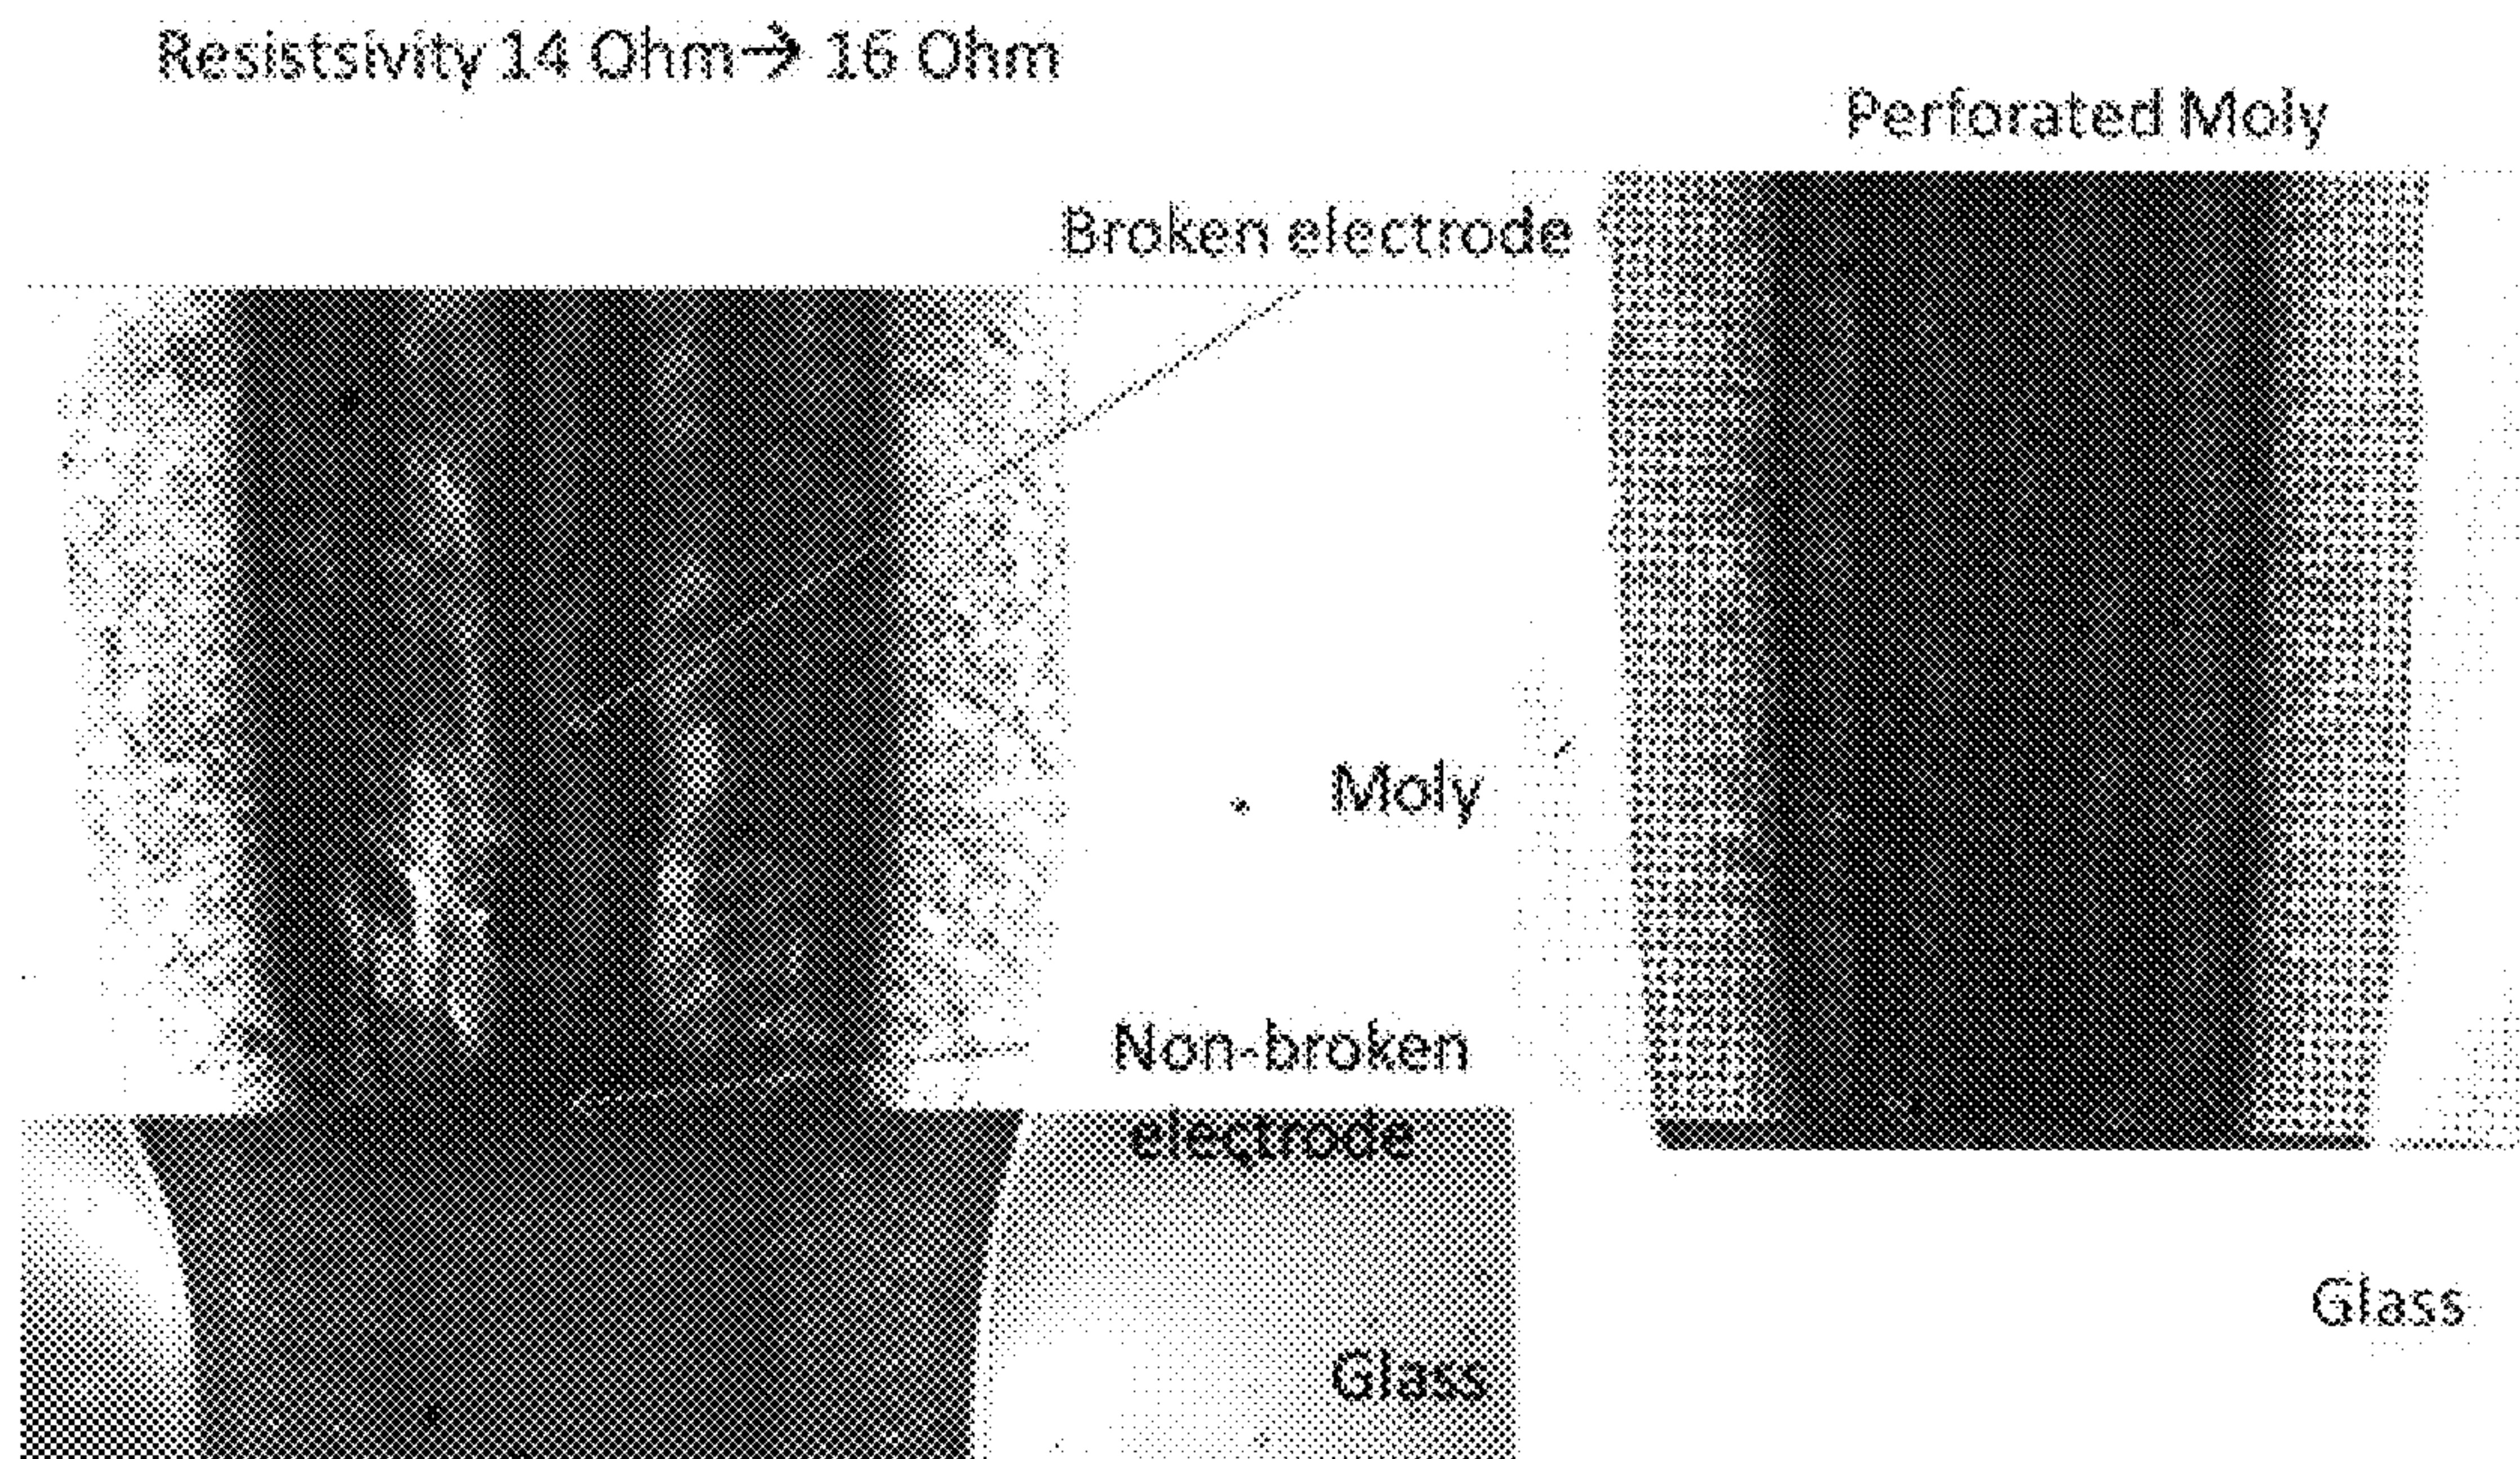 Resistsivity 14 Ohm→ 16 Ohm
Perforated Moly
Broken electrode
Moly
Non-broken
electrode
Glass
Glass